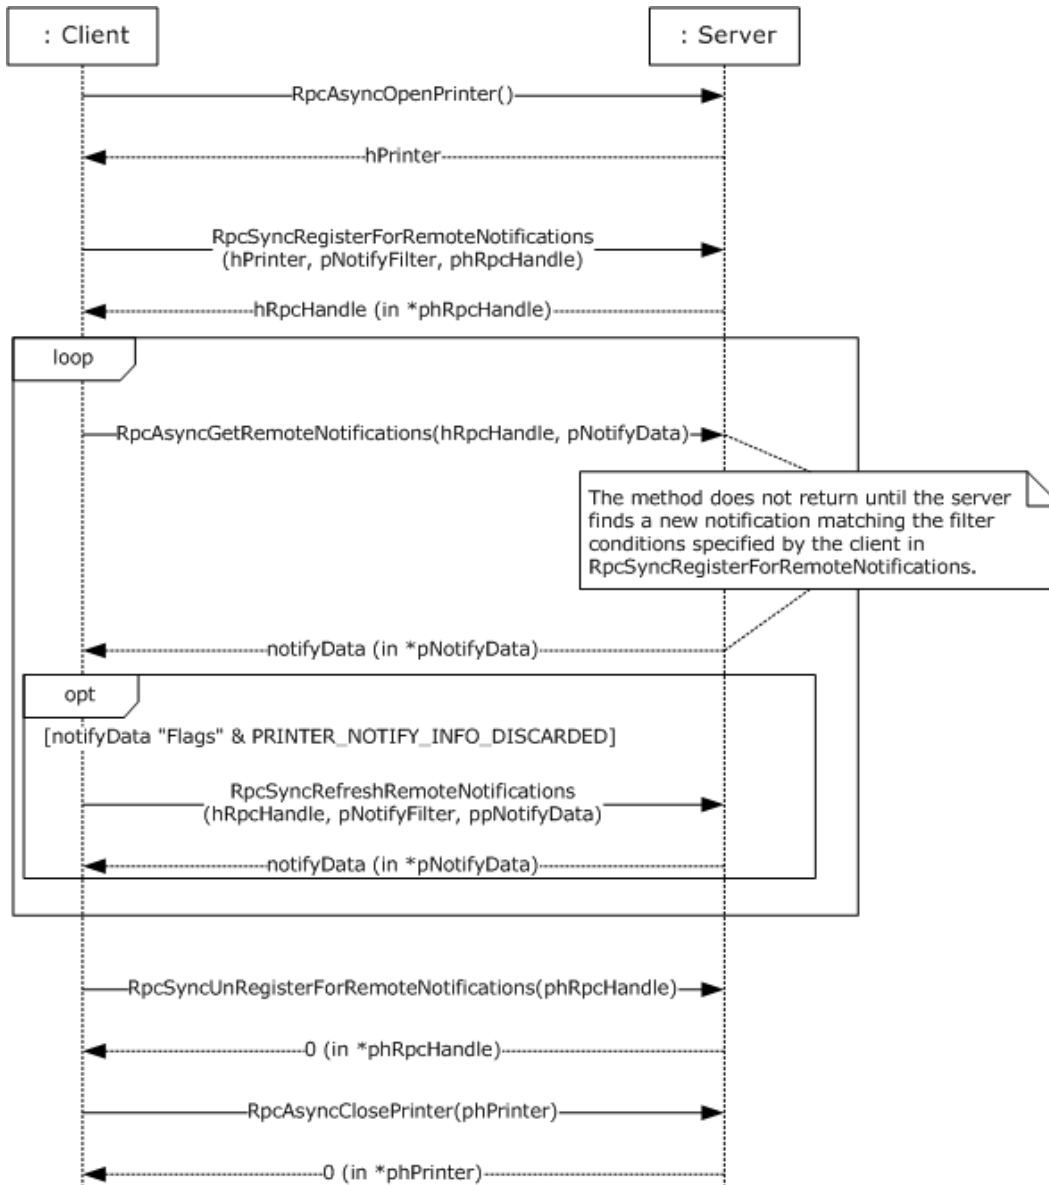 : Client
: Server
RpcAsyncOpenPrinter()
hPrinter
RpcSyncRegisterForRemoteNotifications
(hPrinter, pNotifyFilter, phRpcHandle)
hRpcHandle (in *phRpcHandle)
loop
RpcAsyncGetRemoteNotifications(hRpcHandle, pNotifyData)
The method does not return until the server
finds a new notification matching the filter
conditions specified by the client in
RpcSyncRegisterForRemoteNotifications.
notifyData (in *pNotifyData)
opt
[notifyData "Flags" & PRINTER_NOTIFY_INFO_DISCARDED]
RpcSyncRefreshRemoteNotifications
(hRpcHandle, pNotifyFilter, ppNotifyData)
notifyData (in *pNotifyData)
RpcSyncUnRegisterForRemoteNotifications(phRpcHandle)
0 (in *phRpcHandle)
RpcAsyncClosePrinter(phPrinter)
0 (in *phPrinter)